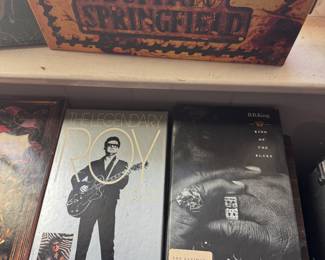 SPRINGFIELD
THE LEGENDARY
ROY
B.B. King
KING
OF THE
BLUES